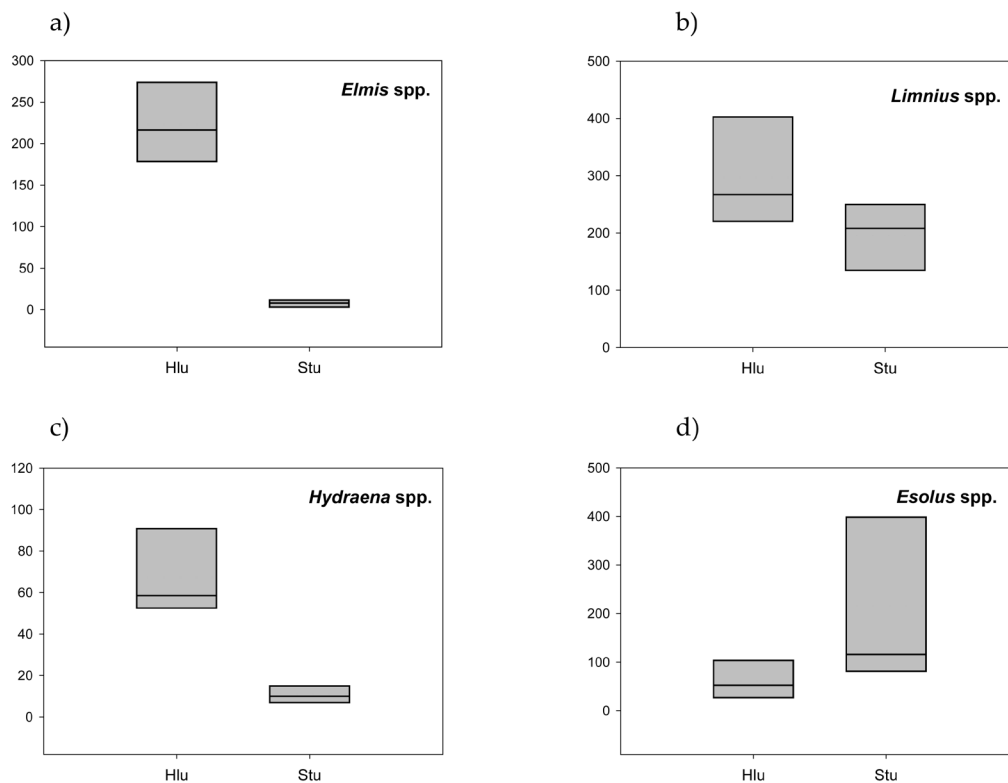 a)
300
250
200
150
100
50
0
Elmis spp.
Hlu Stu
b)
500
400
300
200
100
0
Limnius spp.
Hlu Stu
c)
120
100
80
60
40
20
0
Hydraena spp.
Hlu Stu
d)
500
400
300
200
100
0
Esolus spp.
Hlu Stu